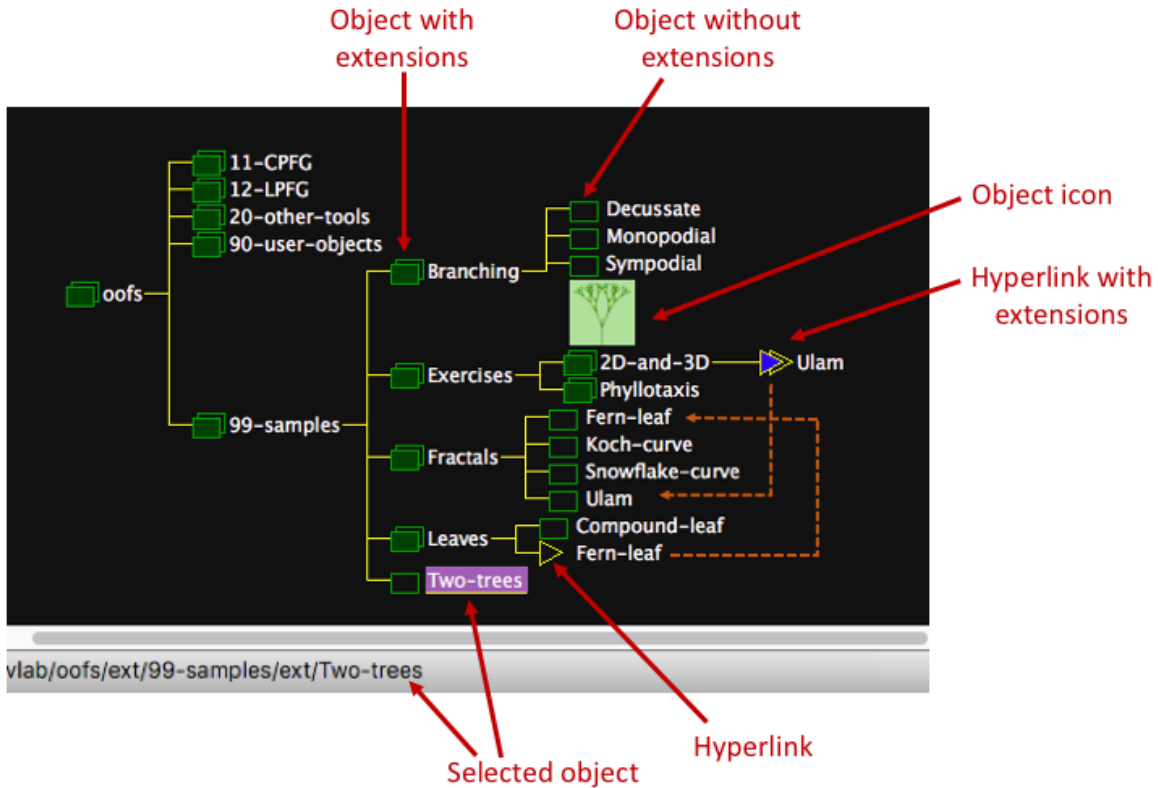 Object with
extensions
Object without
extensions
Object icon
Hyperlink with
extensions
11-CPFG
12-LPFG
20-other-tools
90-user-objects
oofs
99-samples
Branching
Decussate
Monopodial
Sympodial
Exercises
2D-and-3D
Ulam
Phyllotaxis
Fractals
Fern-leaf
Koch-curve
Snowflake-curve
Ulam
Leaves
Compound-leaf
Fern-leaf
Two-trees
vlab/oofs/ext/99-samples/ext/Two-trees
Hyperlink
Selected object